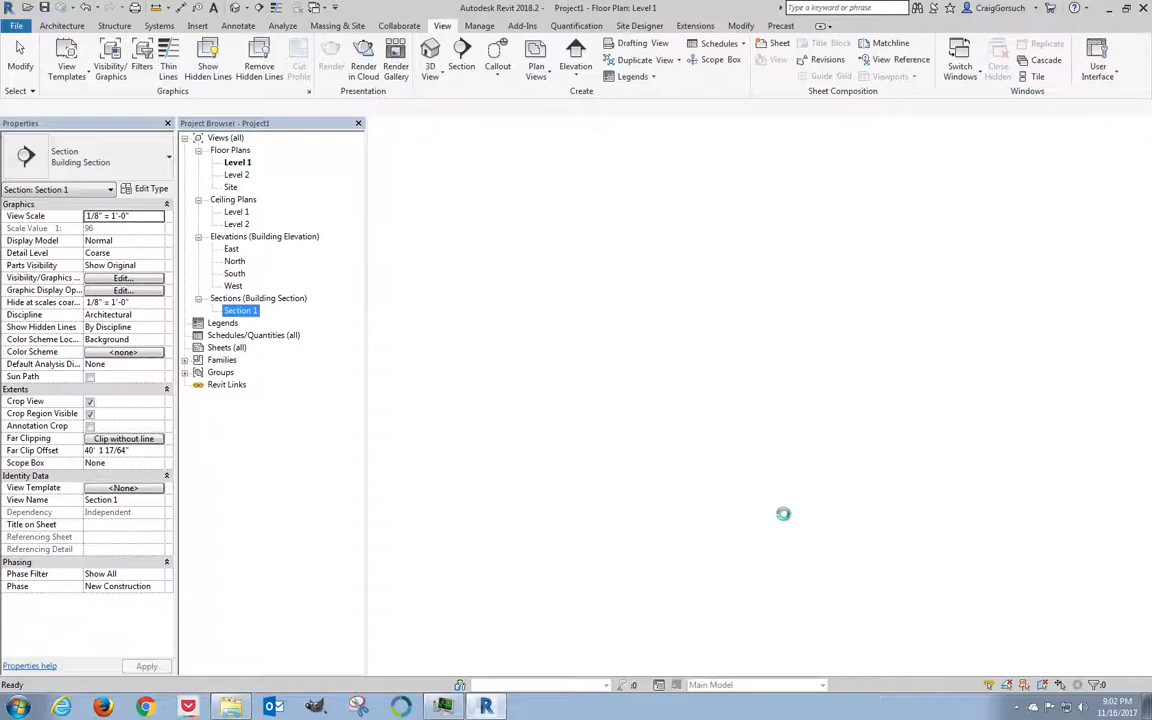 Autodesk Revit 2018.2 - Project1 - Floor Plan: Level 1
Type a keyword or phrase
CraigGorsuch
File Architecture Structure Systems Insert Annotate Analyze Massing & Site Collaborate View Manage Add-Ins Quantification Site Designer Extensions Modify Precast
Modify
View Templates
Visibility/ Graphics
Filters
Thin Lines
Show Hidden Lines
Remove Hidden Lines
Cut Profile
Render
Render in Cloud
Render Gallery
3D View
Section
Callout
Plan Views
Elevation
Drafting View
Duplicate View
Legends
Schedules
Scope Box
Sheet
View
Title Block
Revisions
Guide Grid
Matchline
View Reference
Viewports
Switch Windows
Close Hidden
Replicate
Cascade
Tile
User Interface
Select Graphics Presentation Create Sheet Composition Windows
Properties
Section
Building Section
Section: Section 1 Edit Type
Graphics
View Scale 1/8" = 1'-0"
Scale Value 1: 96
Display Model Normal
Detail Level Coarse
Parts Visibility Show Original
Visibility/Graphics ... Edit...
Graphic Display Op... Edit...
Hide at scales coar... 1/8" = 1'-0"
Discipline Architectural
Show Hidden Lines By Discipline
Color Scheme Loc... Background
Color Scheme <none>
Default Analysis Di... None
Sun Path
Extents
Crop View
Crop Region Visible
Annotation Crop
Far Clipping Clip without line
Far Clip Offset 40' 1 17/64"
Scope Box None
Identity Data
View Template <None>
View Name Section 1
Dependency Independent
Title on Sheet
Referencing Sheet
Referencing Detail
Phasing
Phase Filter Show All
Phase New Construction
Properties help Apply
Project Browser - Project1
Views (all)
Floor Plans
Level 1
Level 2
Site
Ceiling Plans
Level 1
Level 2
Elevations (Building Elevation)
East
North
South
West
Sections (Building Section)
Section 1
Legends
Schedules/Quantities (all)
Sheets (all)
Families
Groups
Revit Links
Ready
:0
Main Model
:0
9:02 PM
11/16/2017